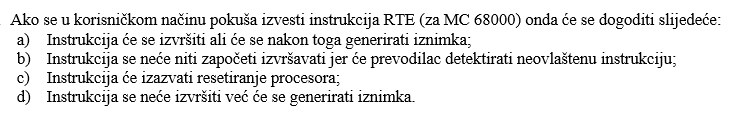 Ako se u korisničkom načinu pokuša izvesti instrukcija RTE (za MC 68000) onda će se dogoditi slijedeće:
a) Instrukcija će se izvršiti ali će se nakon toga generirati iznimka;
b) Instrukcija se neće niti započeti izvršavati jer će prevodilac detektirati neovlaštenu instrukciju;
c) Instrukcija će izazvati resetiranje procesora;
d) Instrukcija se neće izvršiti već će se generirati iznimka.